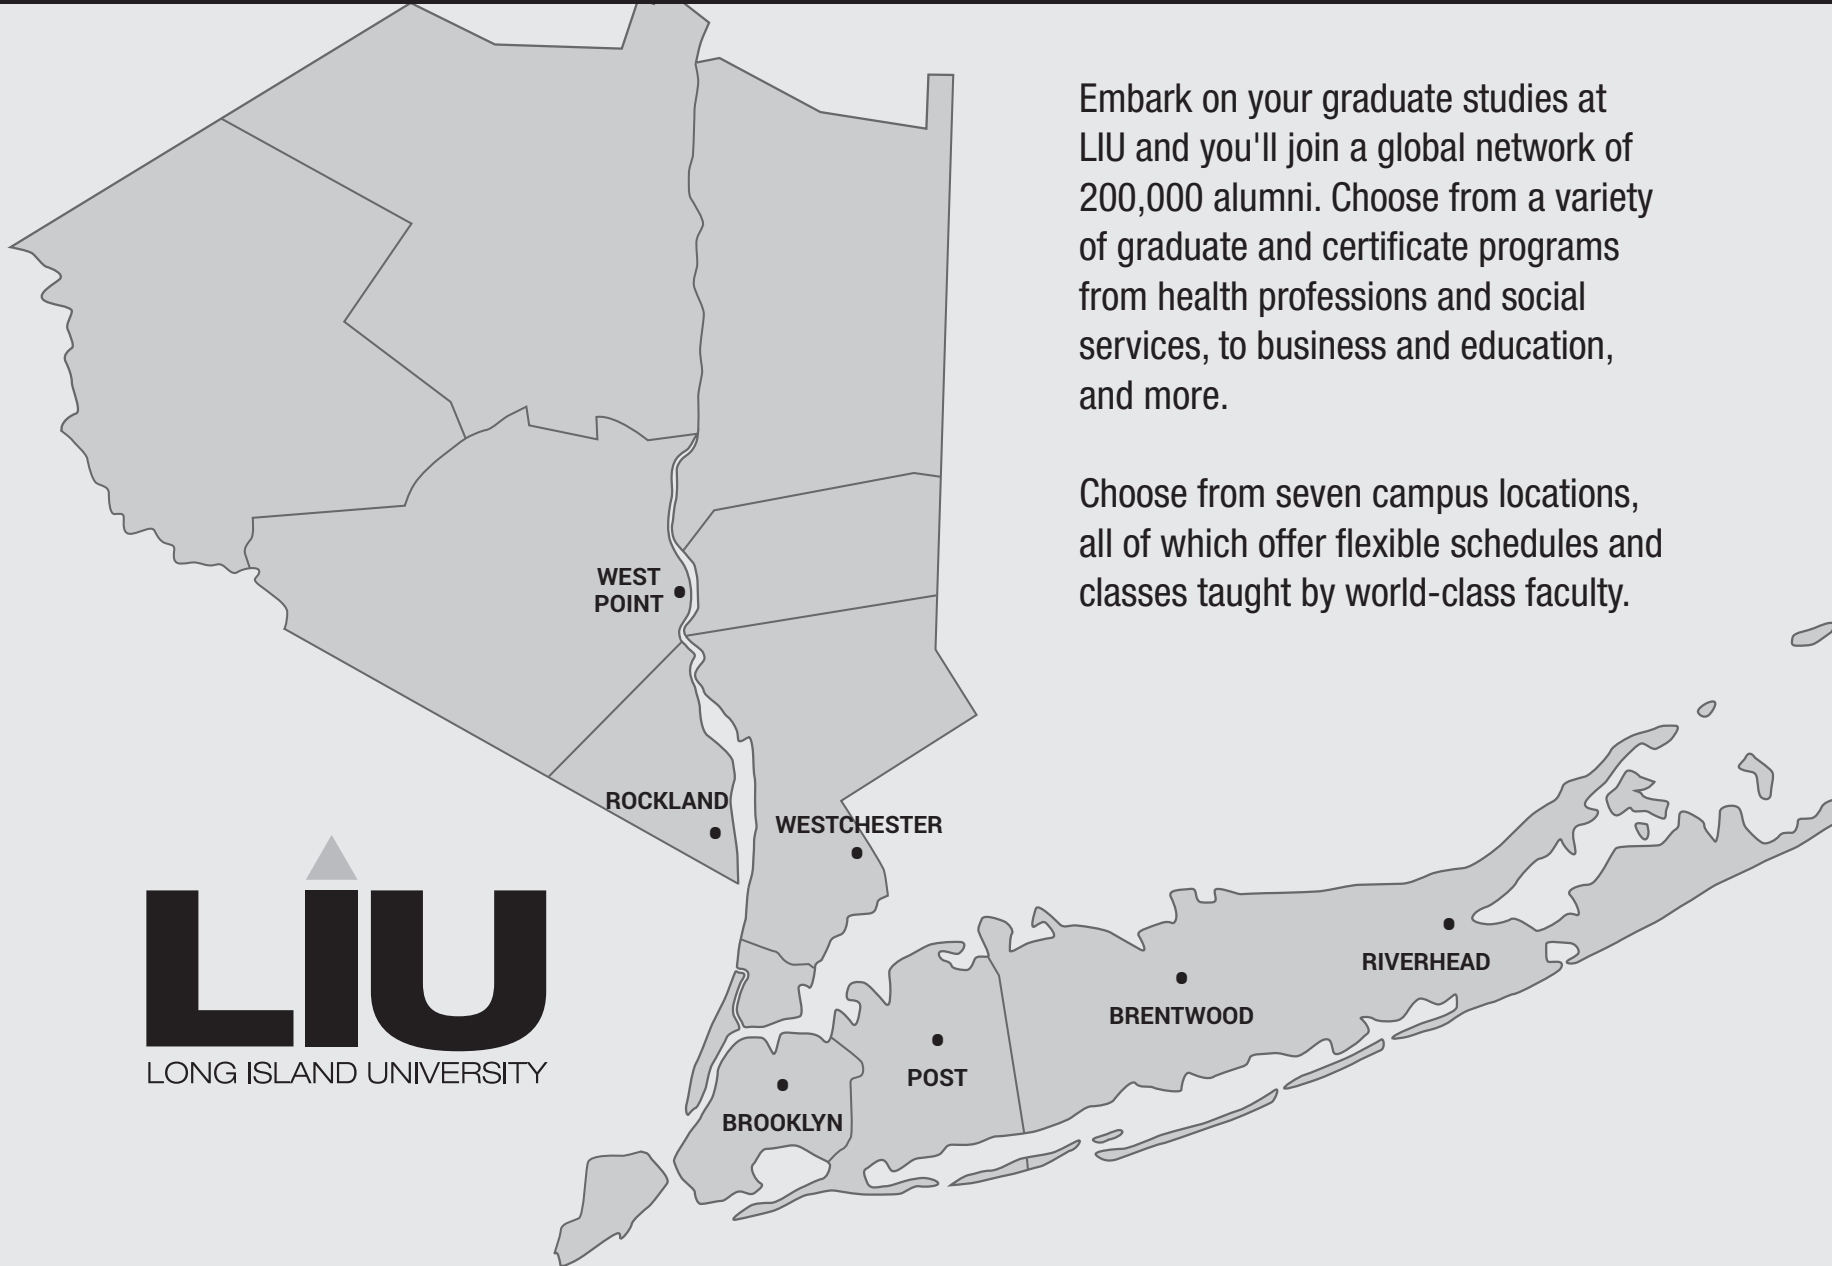 Embark on your graduate studies at
LIU and you'll join a global network of
200,000 alumni. Choose from a variety
of graduate and certificate programs
from health professions and social
services, to business and education,
and more.
Choose from seven campus locations,
all of which offer flexible schedules and
classes taught by world-class faculty.
WEST
POINT
ROCKLAND
WESTCHESTER
RIVERHEAD
BRENTWOOD
POST
BROOKLYN
LIU
LONG ISLAND UNIVERSITY